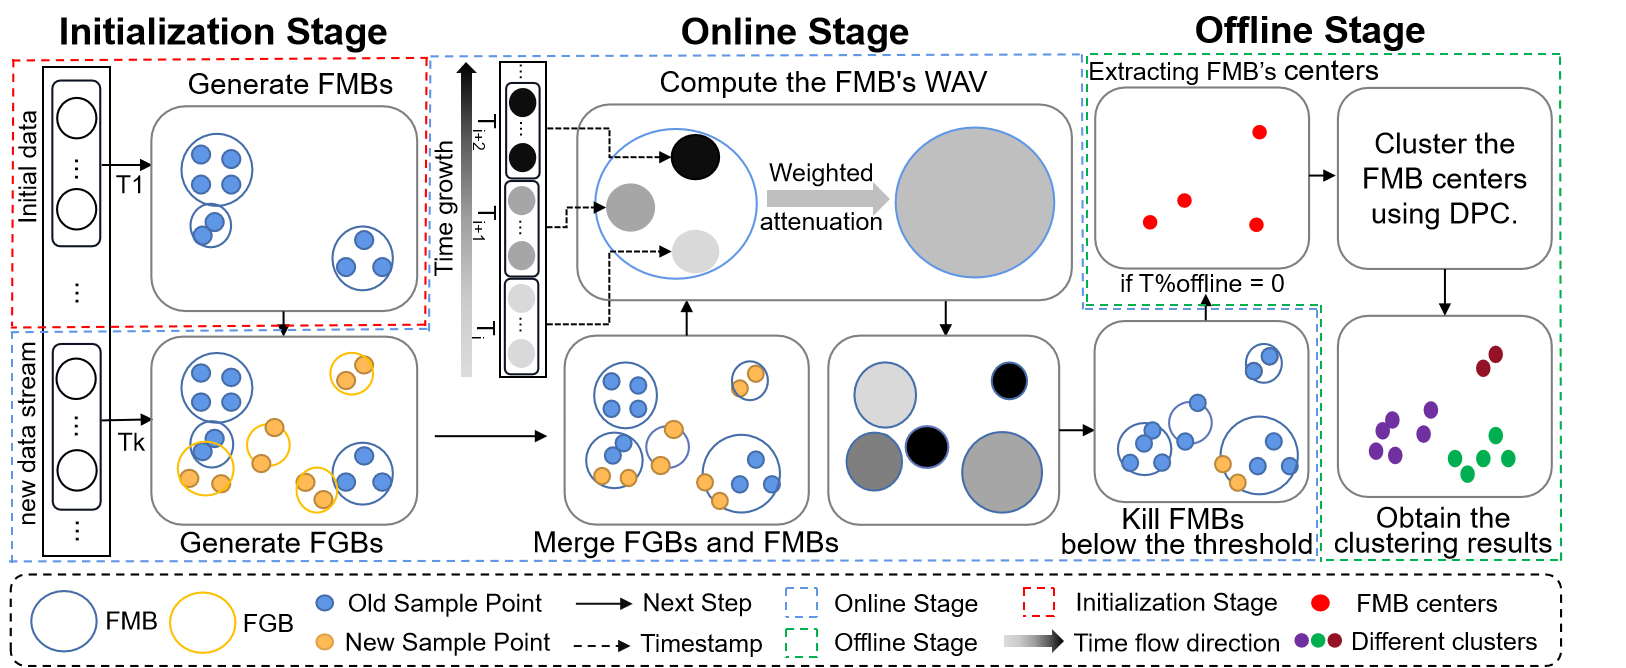 Initialization Stage
Online Stage
Offline Stage
Initial data
T1
Generate FMBs
new data stream
Tk
Generate FGBs
Time growth
Ti+2
Ti+1
Ti
Compute the FMB's WAV
Weighted
attenuation
Merge FGBs and FMBs
Extracting FMB's centers
if T%offline = 0
Cluster the
FMB centers
using DPC.
Kill FMBs
below the threshold
Obtain the
clustering results
FMB
FGB
Old Sample Point
New Sample Point
Next Step
Timestamp
Online Stage
Offline Stage
Initialization Stage
Time flow direction
FMB centers
Different clusters